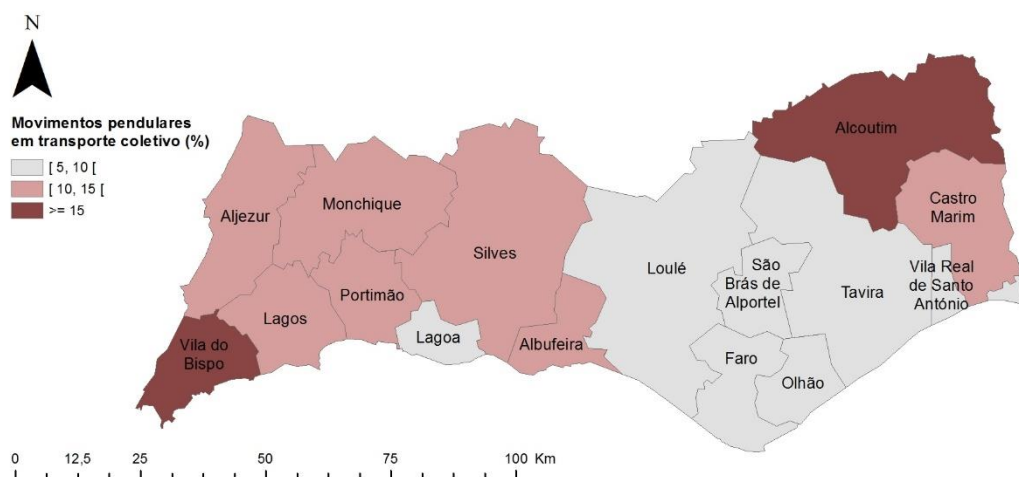 N
Movimentos pendulares
em transporte coletivo (%)
[ 5, 10 [
[ 10, 15 [
>= 15
Alcoutim
Castro
Marim
Aljezur
Monchique
Silves
Loulé
São
Brás de
Alportel
Tavira
Vila Real
de Santo
António
Portimão
Lagos
Lagoa
Albufeira
Vila do
Bispo
Faro
Olhão
0 12,5 25 50 75 100 Km